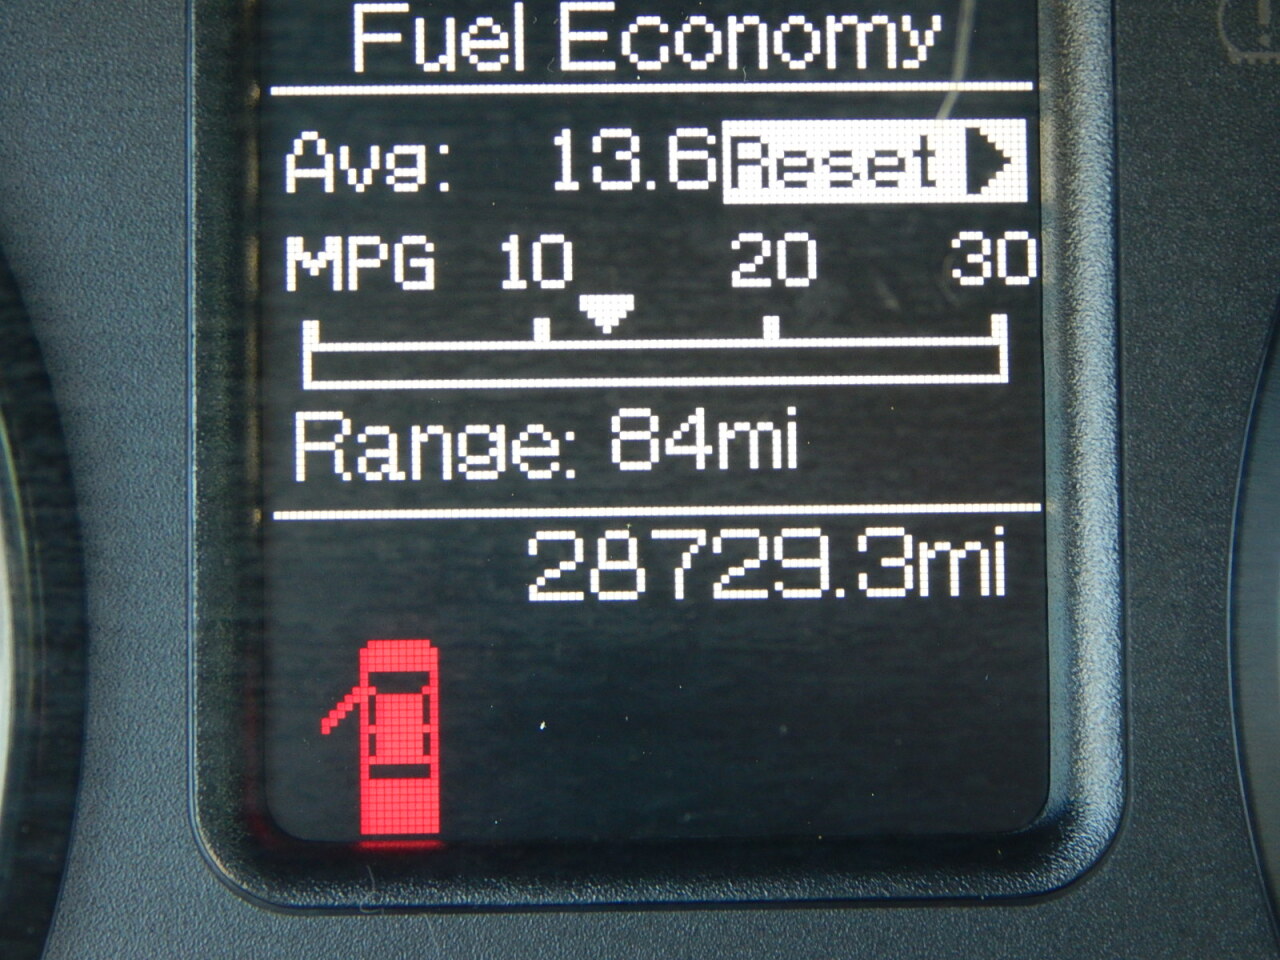 Fuel Economy
Avg: 13.6 Reset
MPG 10 20 30
Range: 84mi
28729.3mi